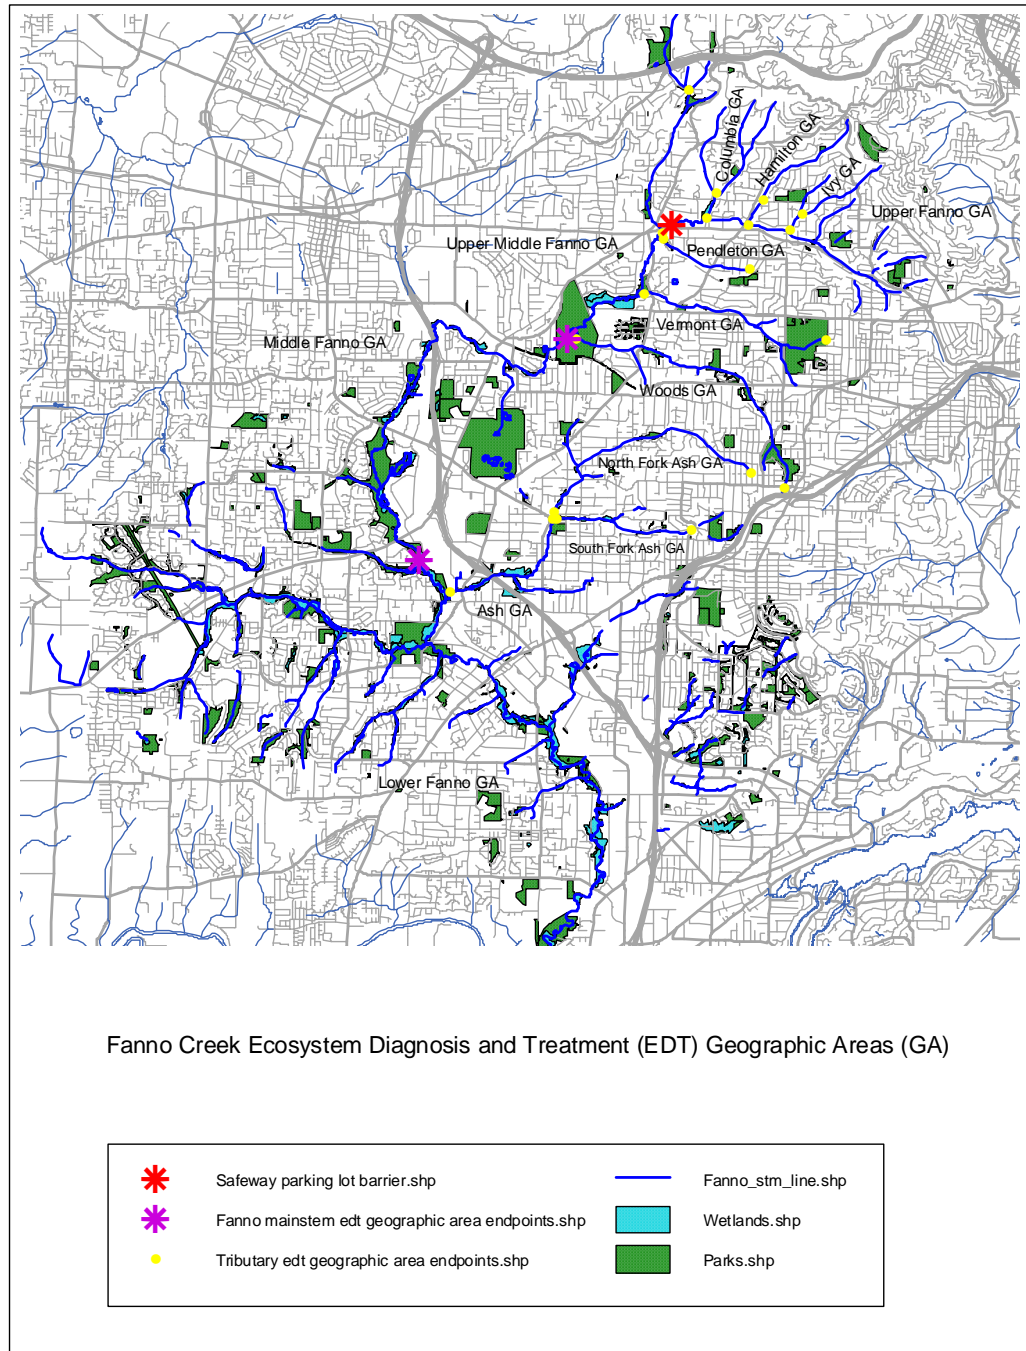 Columbia GA
Hamilton GA
Ivy GA
Upper Fanno GA
Upper Middle Fanno GA
Pendleton GA
Vermont GA
Middle Fanno GA
Woods GA
North Fork Ash GA
South Fork Ash GA
Ash GA
Lower Fanno GA
Fanno Creek Ecosystem Diagnosis and Treatment (EDT) Geographic Areas (GA)
Safeway parking lot barrier.shp
Fanno mainstem edt geographic area endpoints.shp
Tributary edt geographic area endpoints.shp
Fanno_stm_line.shp
Wetlands.shp
Parks.shp